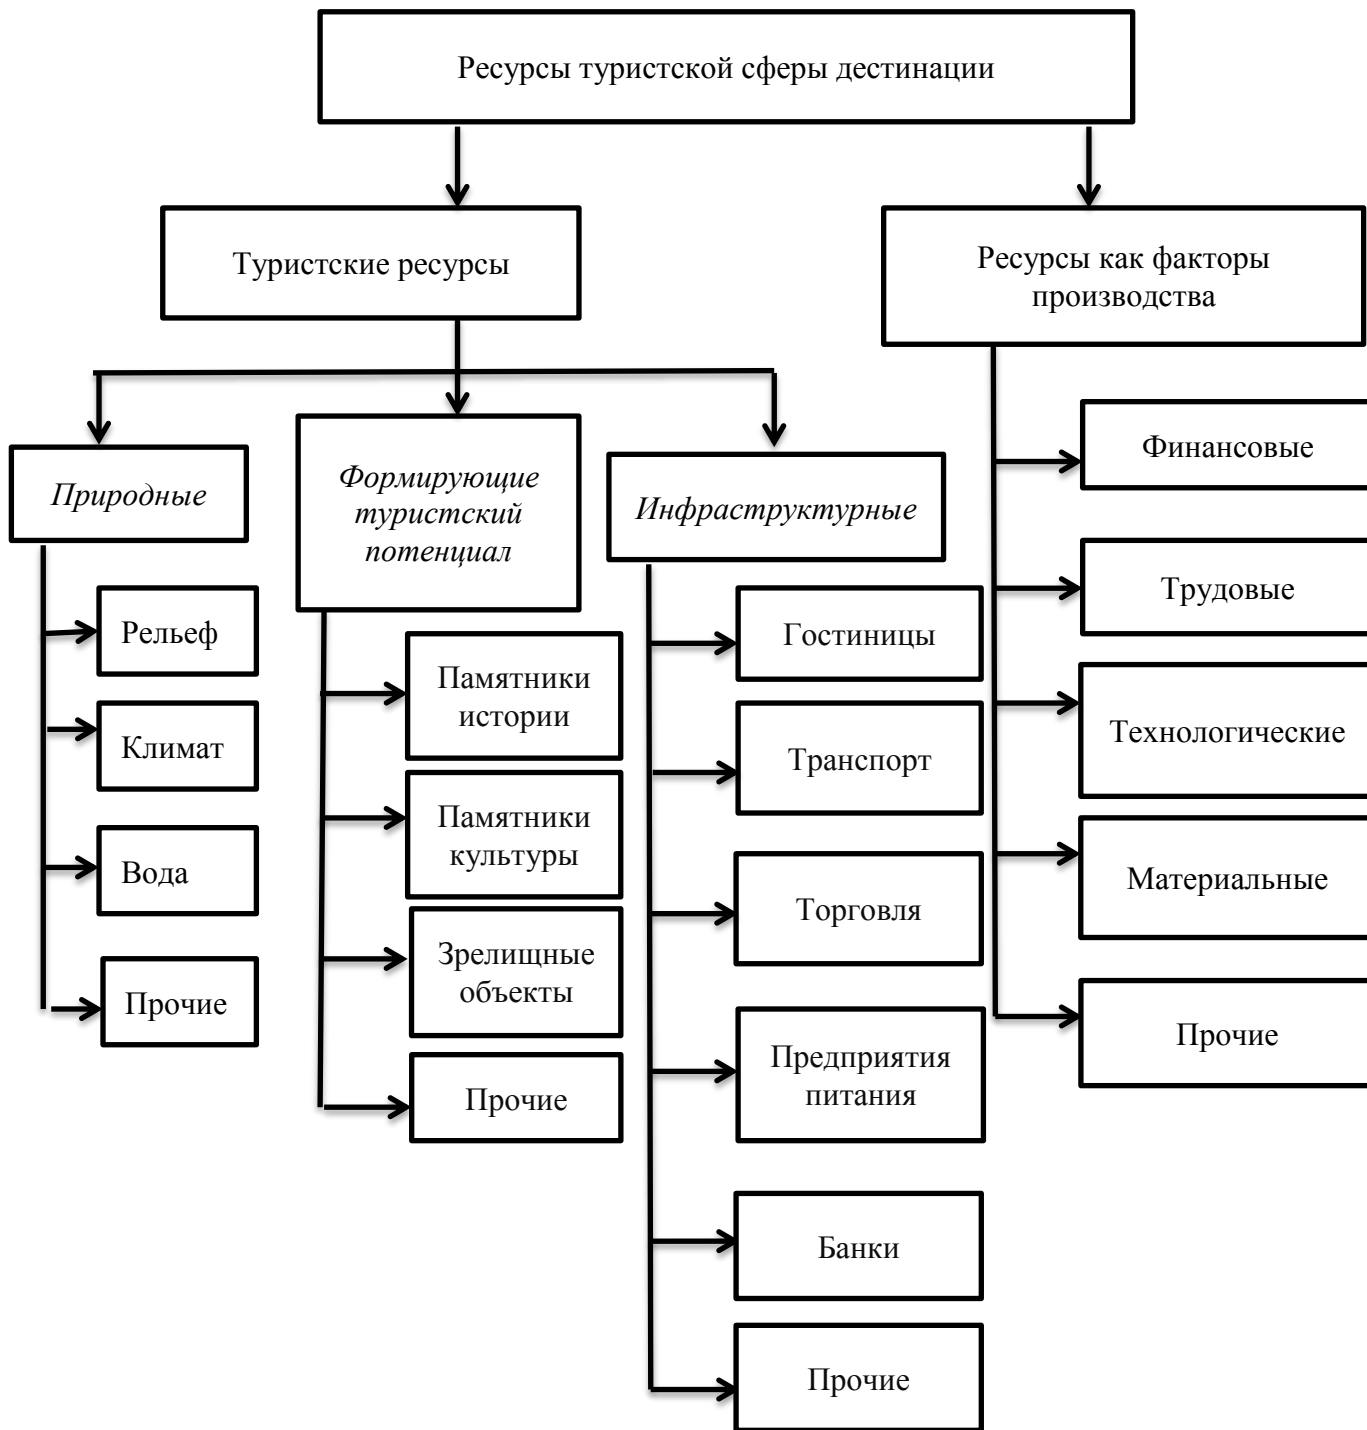 Ресурсы туристской сферы дестинации
Туристские ресурсы
Ресурсы как факторы
производства
Природные
Рельеф
Климат
Вода
Прочие
Формирующие
туристский
потенциал
Памятники
истории
Памятники
культуры
Зрелищные
объекты
Прочие
Инфраструктурные
Гостиницы
Транспорт
Торговля
Предприятия
питания
Банки
Прочие
Финансовые
Трудовые
Технологические
Материальные
Прочие